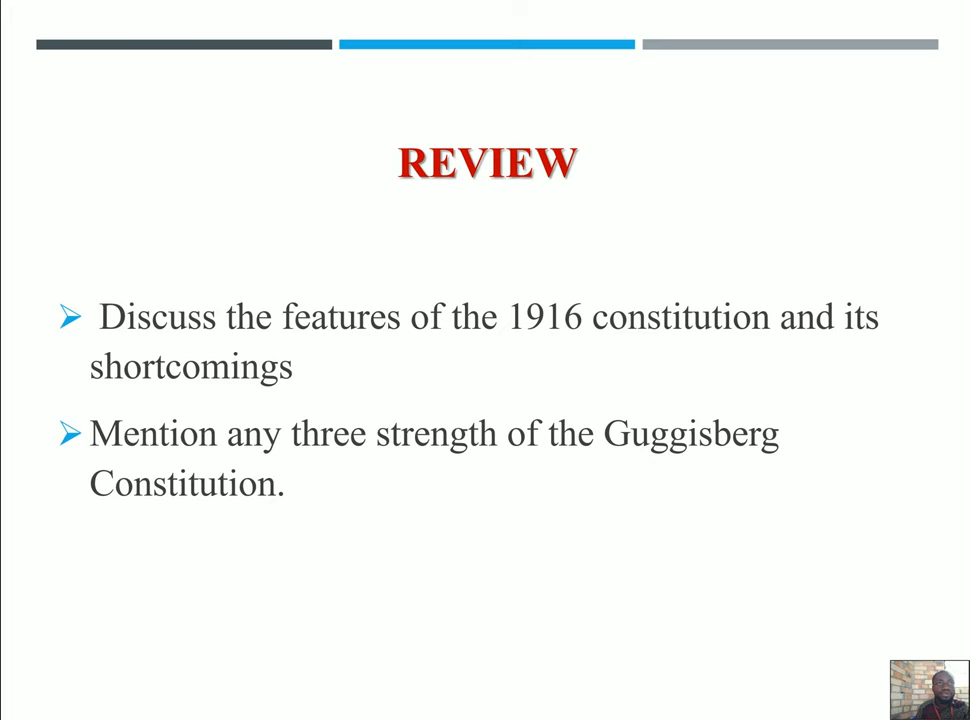 REVIEW
Discuss the features of the 1916 constitution and its
shortcomings
Mention any three strength of the Guggisberg
Constitution.